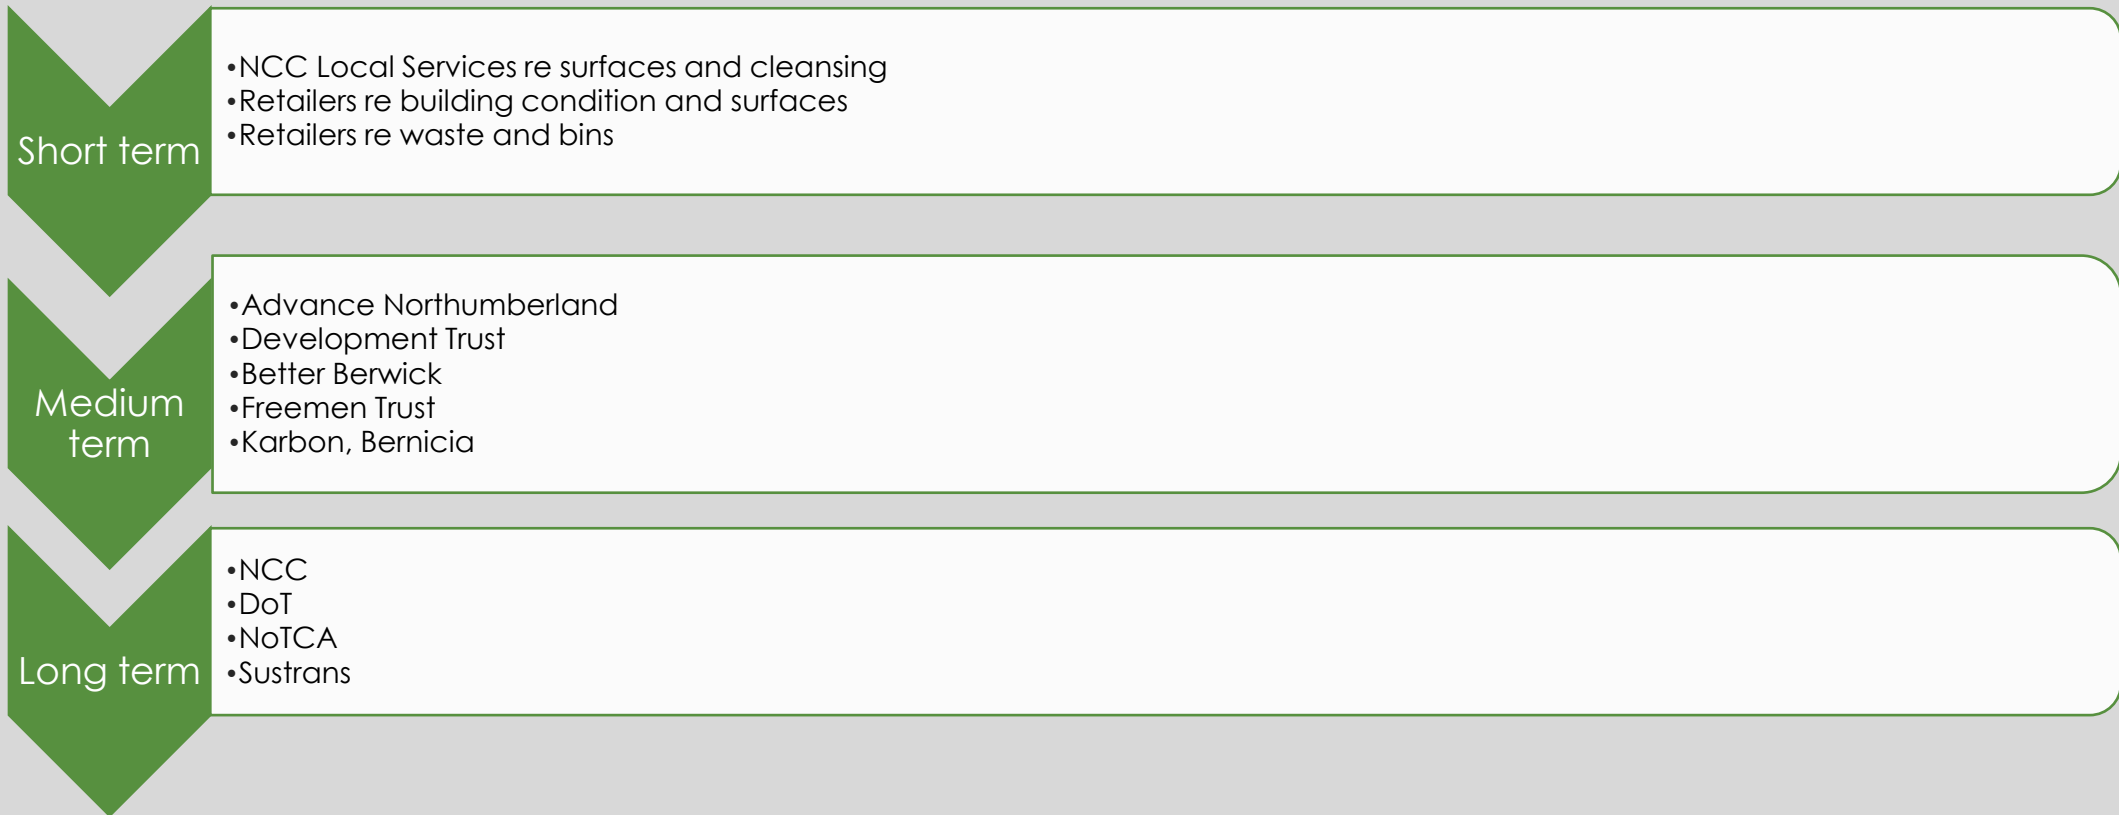 Short term
•NCC Local Services re surfaces and cleansing
•Retailers re building condition and surfaces
•Retailers re waste and bins
Medium
term
•Advance Northumberland
•Development Trust
•Better Berwick
•Freemen Trust
•Karbon, Bernicia
Long term
•NCC
•DoT
•NoTCA
•Sustrans